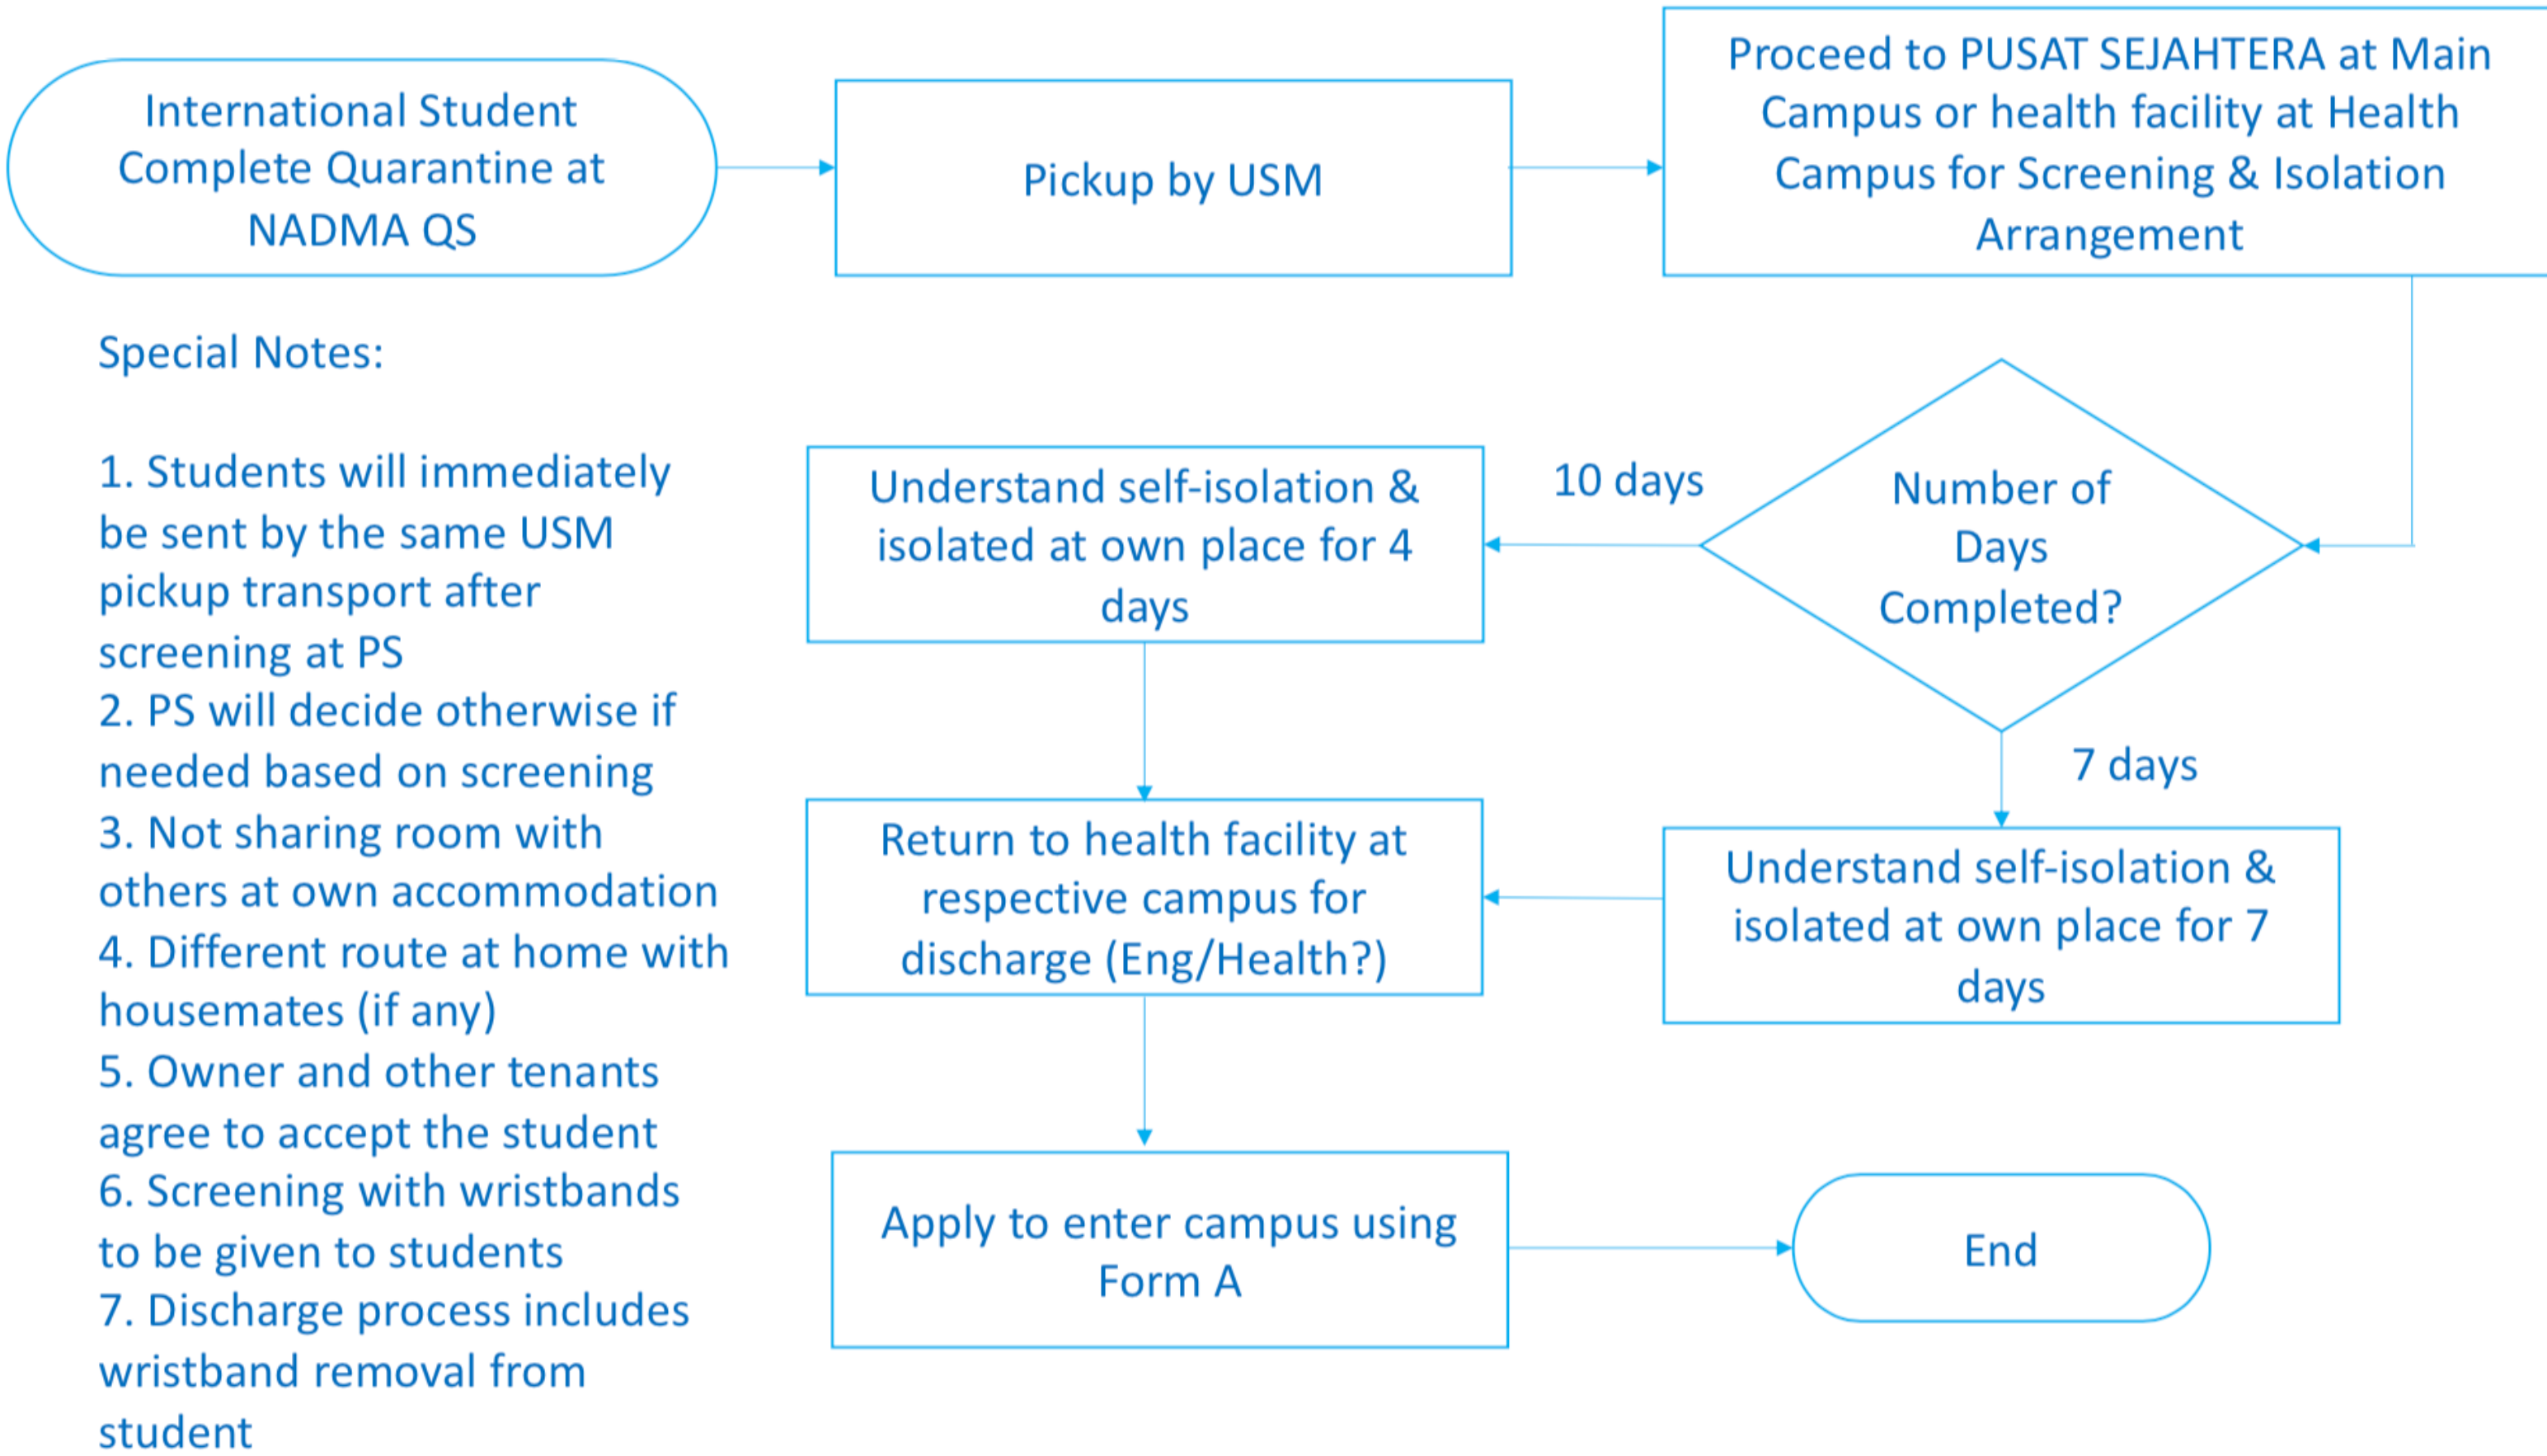 International Student
Complete Quarantine at
NADMA QS
Pickup by USM
Proceed to PUSAT SEJAHTERA at Main
Campus or health facility at Health
Campus for Screening & Isolation
Arrangement
Number of
Days
Completed?
10 days
Understand self-isolation &
isolated at own place for 4
days
7 days
Understand self-isolation &
isolated at own place for 7
days
Return to health facility at
respective campus for
discharge (Eng/Health?)
Apply to enter campus using
Form A
End
Special Notes:
1. Students will immediately
be sent by the same USM
pickup transport after
screening at PS
2. PS will decide otherwise if
needed based on screening
3. Not sharing room with
others at own accommodation
4. Different route at home with
housemates (if any)
5. Owner and other tenants
agree to accept the student
6. Screening with wristbands
to be given to students
7. Discharge process includes
wristband removal from
student